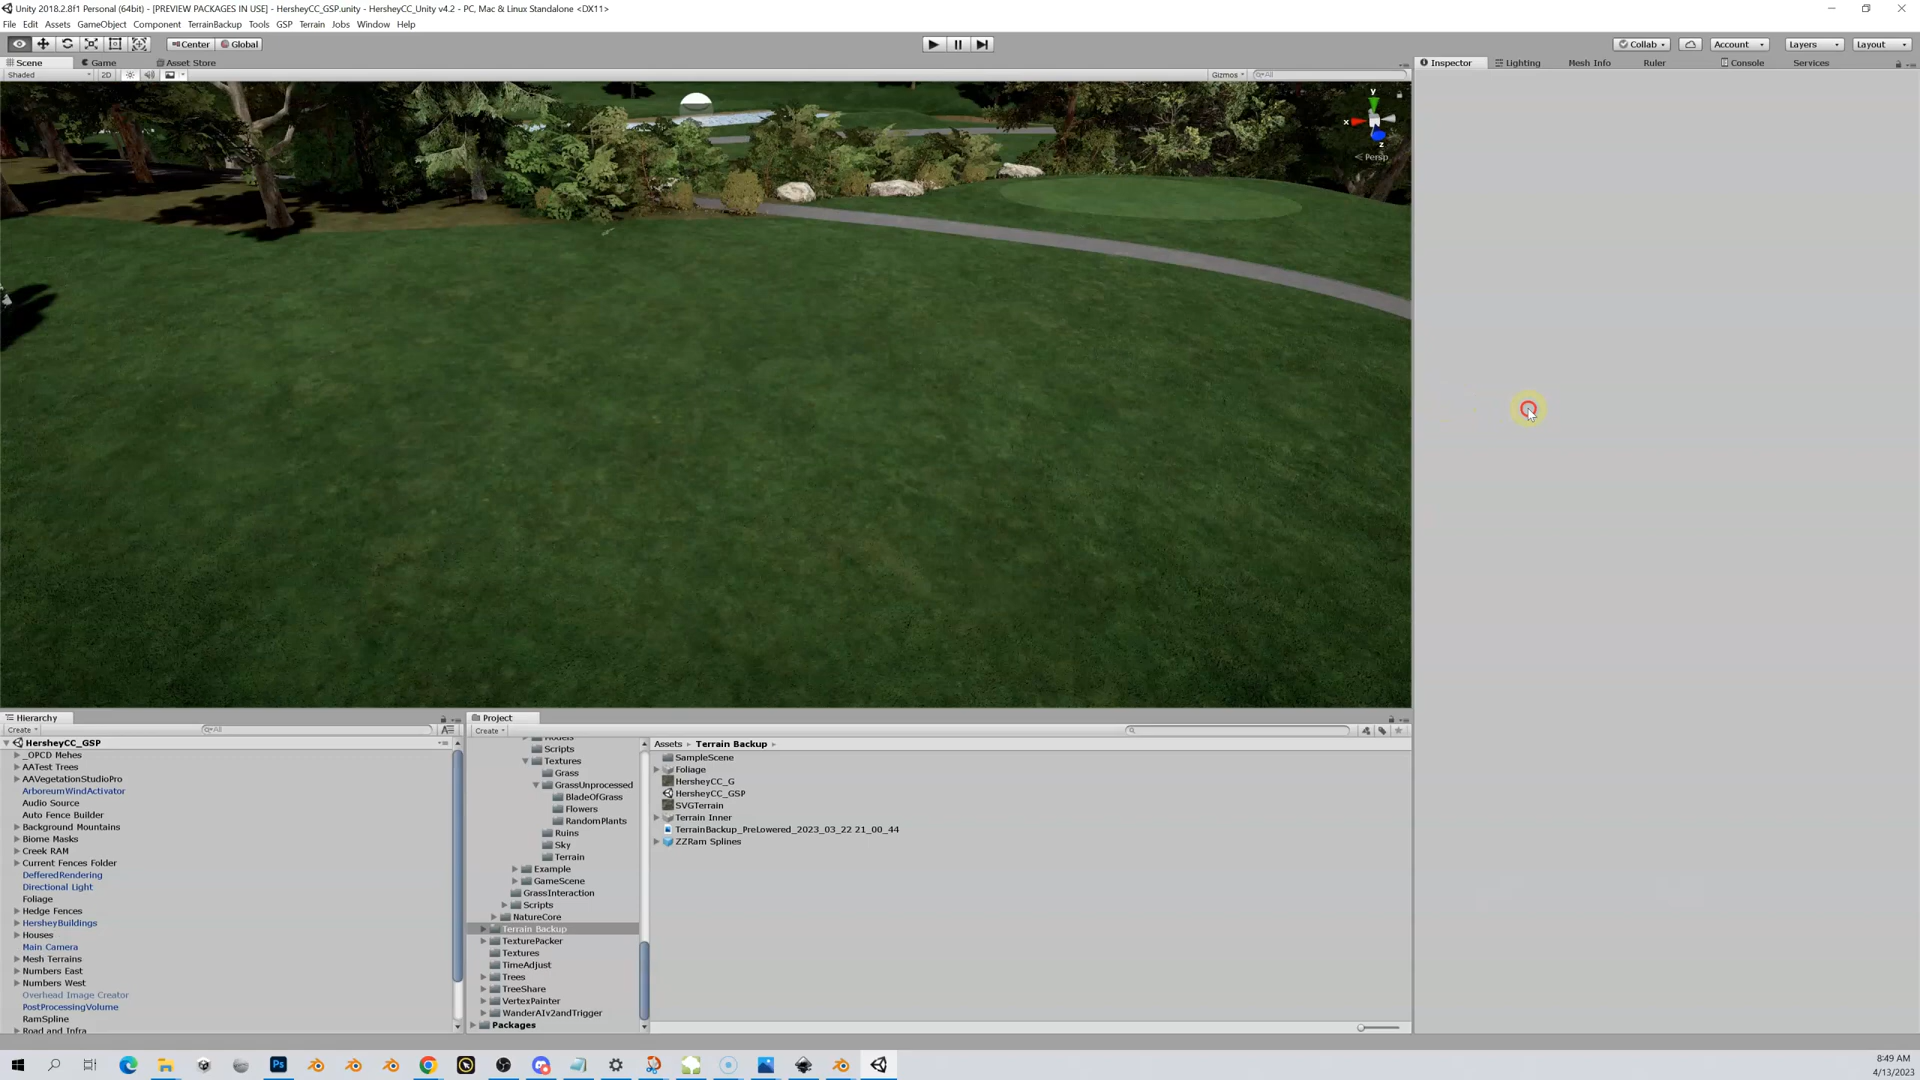 Unity 2018.2.8f1 Personal (64bit) - [PREVIEW PACKAGES IN USE] - HersheyCC_GSP.unity - HersheyCC_Unity v4.2 - PC, Mac & Linux Standalone <DX11>
File Edit Assets GameObject Component TerrainBackup Tools GSP Terrain Jobs Window Help
Center Global Collab Account Layers Layout
Scene Game Asset Store Inspector Lighting Mesh Info Ruler Console Services
Shaded 2D Gizmos All
y
x
z
Persp
Hierarchy Project
Create All Create
HersheyCC_GSP
_OPCD Mehes
AATest Trees
AAVegetationStudioPro
ArboreumWindActivator
Audio Source
Auto Fence Builder
Background Mountains
Biome Masks
Creek RAM
Current Fences Folder
DefferedRendering
Directional Light
Foliage
Hedge Fences
HersheyBuildings
Houses
Main Camera
Mesh Terrains
Numbers East
Numbers West
Overhead Image Creator
PostProcessingVolume
RamSpline
Road and Infra
Models
Scripts
Textures
Grass
GrassUnprocessed
BladeOfGrass
Flowers
RandomPlants
Ruins
Sky
Terrain
Example
GameScene
GrassInteraction
Scripts
NatureCore
Terrain Backup
TexturePacker
Textures
TimeAdjust
Trees
TreeShare
VertexPainter
WanderAIv2andTrigger
Packages
Assets Terrain Backup
SampleScene
Foliage
HersheyCC_G
HersheyCC_GSP
SVGTerrain
Terrain Inner
TerrainBackup_PreLowered_2023_03_22 21_00_44
ZZRam Splines
Ps
8:49 AM
4/13/2023